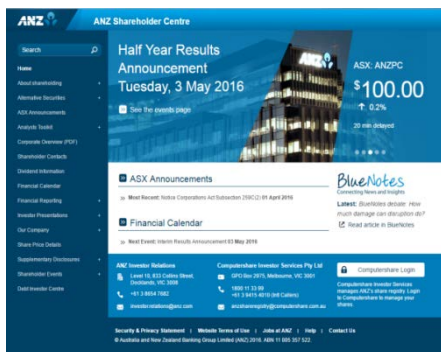 ANZ
ANZ Shareholder Centre
Search
Home
About shareholding
Alternative Securities
ASX Announcements
Analysts Toolkit
Corporate Overview (PDF)
Shareholder Contacts
Dividend Information
Financial Calendar
Financial Reporting
Investor Presentations
Our Company
Share Price Details
Supplementary Disclosures
Shareholder Events
Debt Investor Centre
Half Year Results
Announcement
Tuesday, 3 May 2016
See the events page
ANZ
ASX: ANZPC
$100.00
0.2%
20 min delayed
ASX Announcements
Most Recent: Notice Corporations Act Subsection 259C(2) 01 April 2016
Financial Calendar
Next Event: Interim Results Announcement 03 May 2016
BlueNotes
Connecting News and Insights
Latest: BlueNotes debate: How
much damage can disruption do?
Read article in BlueNotes
ANZ Investor Relations
Level 10, 833 Collins Street,
Docklands, VIC 3008
+61 3 8654 7682
investor.relations@anz.com
Computershare Investor Services Pty Ltd
GPO Box 2975, Melbourne, VIC 3001
1800 11 33 99
+61 3 9415 4010 (Intl Callers)
anzshareregistry@computershare.com.au
Computershare Login
Computershare Investor Services
manages ANZ's share registry. Login
to Computershare to manage your
shares.
Security & Privacy Statement | Website Terms of Use | Jobs at ANZ | Help | Contact Us
© Australia and New Zealand Banking Group Limited (ANZ) 2016. ABN 11 005 357 522.